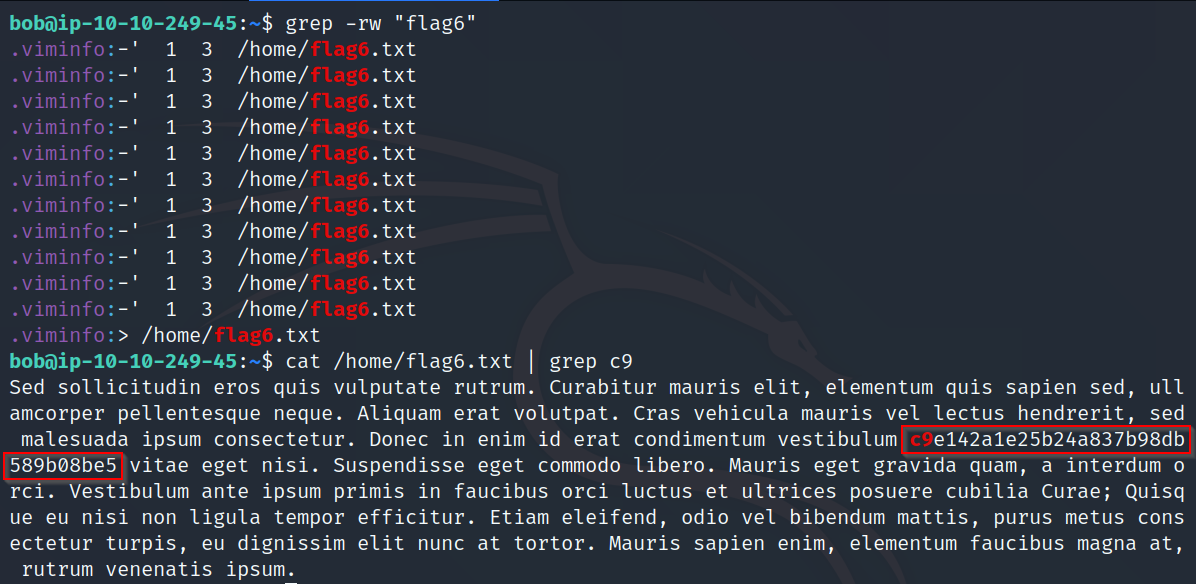 bob@ip-10-10-249-45:~$ grep -rw "flag6"
.viminfo:-'  1  3  /home/flag6.txt
.viminfo:-'  1  3  /home/flag6.txt
.viminfo:-'  1  3  /home/flag6.txt
.viminfo:-'  1  3  /home/flag6.txt
.viminfo:-'  1  3  /home/flag6.txt
.viminfo:-'  1  3  /home/flag6.txt
.viminfo:-'  1  3  /home/flag6.txt
.viminfo:-'  1  3  /home/flag6.txt
.viminfo:-'  1  3  /home/flag6.txt
.viminfo:-'  1  3  /home/flag6.txt
.viminfo:-'  1  3  /home/flag6.txt
.viminfo:> /home/flag6.txt
bob@ip-10-10-249-45:~$ cat /home/flag6.txt | grep c9
Sed sollicitudin eros quis vulputate rutrum. Curabitur mauris elit, elementum quis sapien sed, ull
amcorper pellentesque neque. Aliquam erat volutpat. Cras vehicula mauris vel lectus hendrerit, sed
 malesuada ipsum consectetur. Donec in enim id erat condimentum vestibulum c9e142a1e25b24a837b98db
589b08be5 vitae eget nisi. Suspendisse eget commodo libero. Mauris eget gravida quam, a interdum o
rci. Vestibulum ante ipsum primis in faucibus orci luctus et ultrices posuere cubilia Curae; Quisq
ue eu nisi non ligula tempor efficitur. Etiam eleifend, odio vel bibendum mattis, purus metus cons
ectetur turpis, eu dignissim elit nunc at tortor. Mauris sapien enim, elementum faucibus magna at,
 rutrum venenatis ipsum.